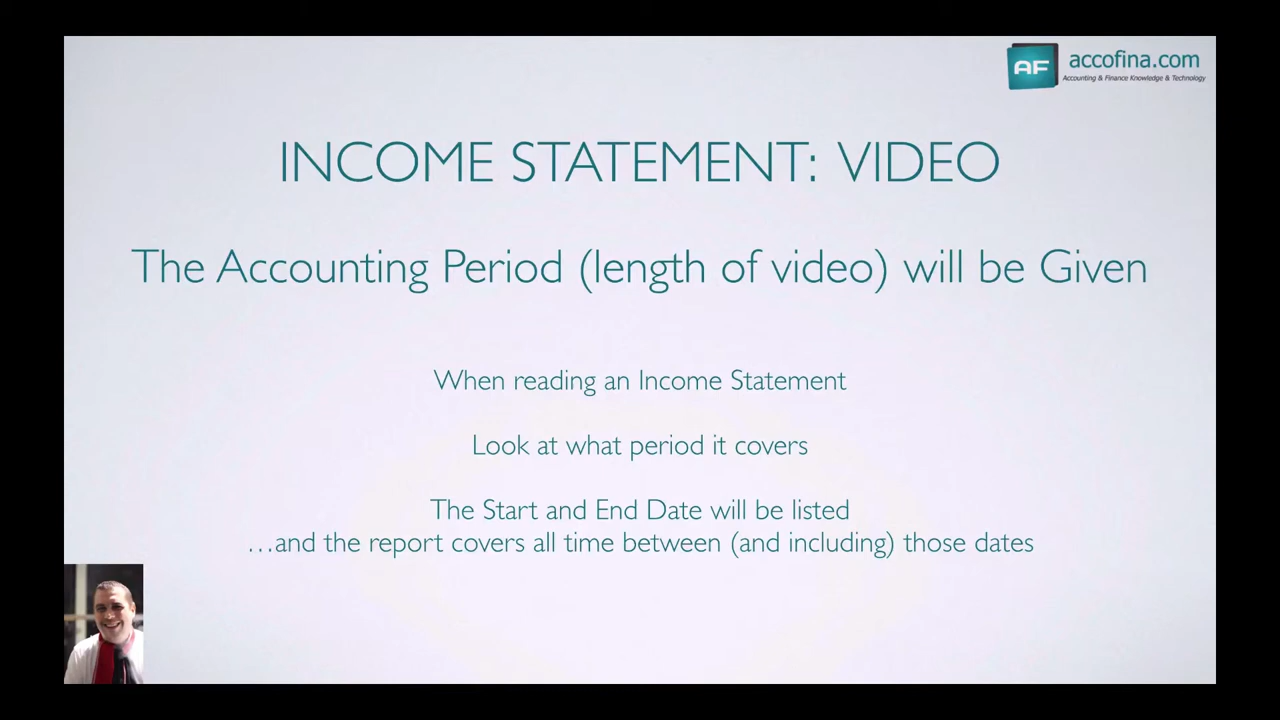 AF accofina.com
Accounting & Finance Knowledge & Technology
INCOME STATEMENT: VIDEO
The Accounting Period (length of video) will be Given
When reading an Income Statement
Look at what period it covers
The Start and End Date will be listed
…and the report covers all time between (and including) those dates